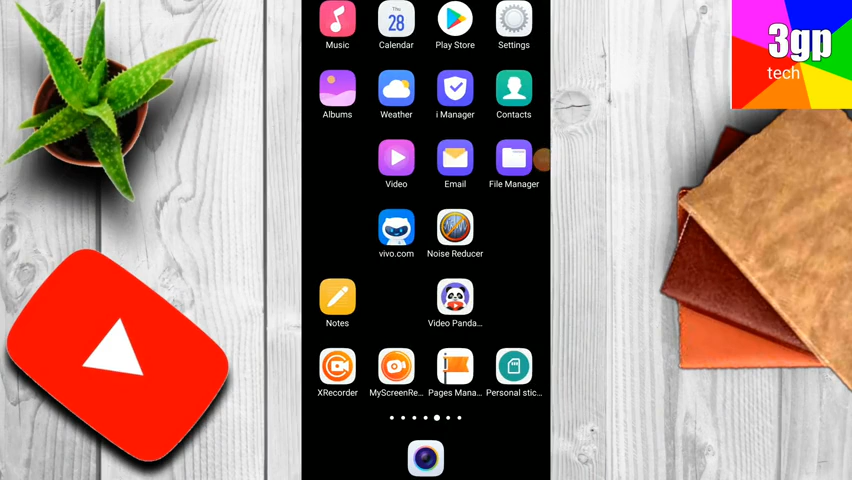 3gp
tech
Thu
28
Music Calendar Play Store Settings
Albums Weather i Manager Contacts
Video Email File Manager
vivo.com Noise Reducer
Notes Video Panda...
XRecorder MyScreenRe... Pages Mana... Personal stic...